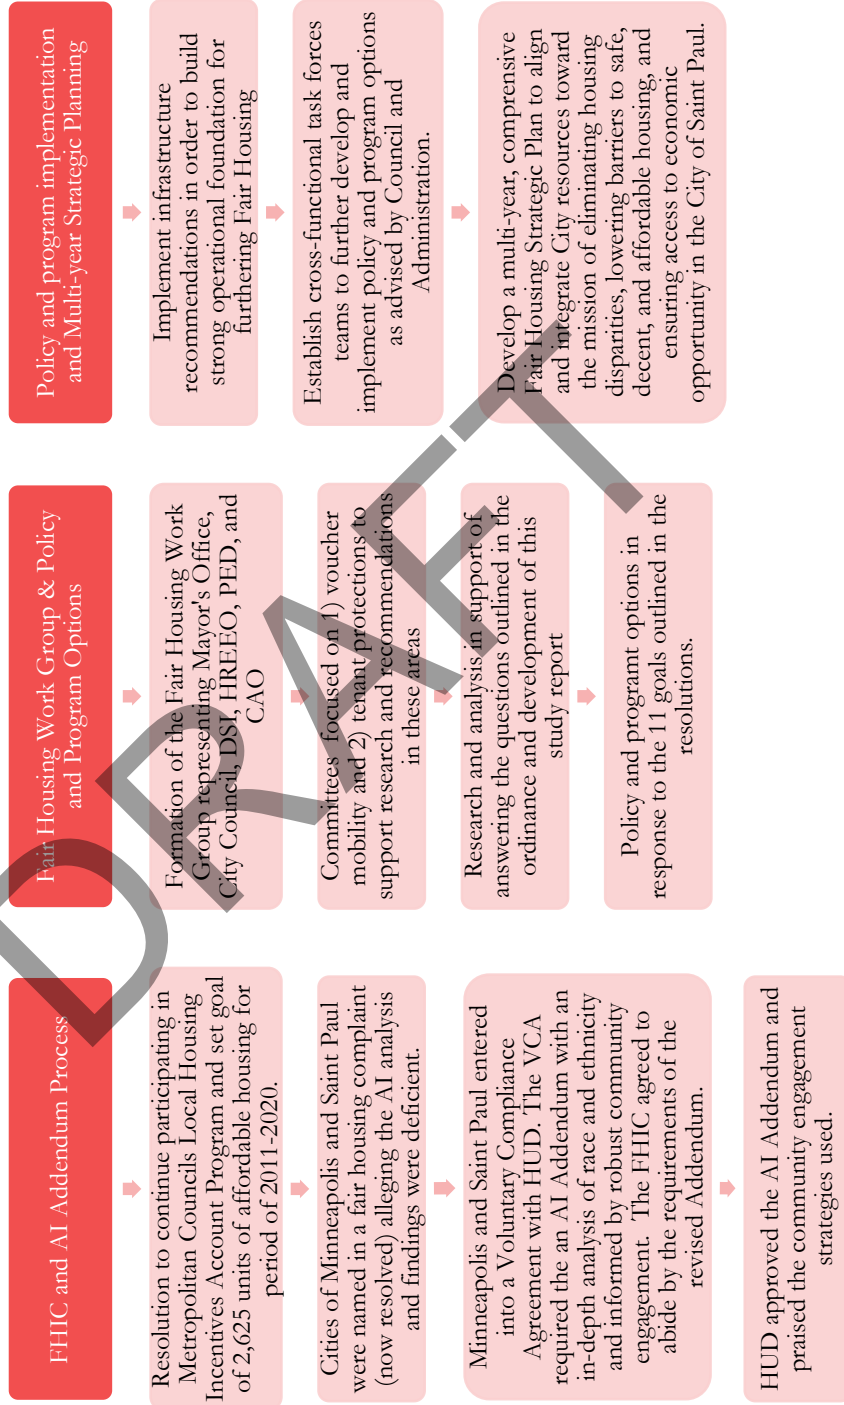 FHIC and AI Addendum Process
Resolution to continue participating in
Metropolitan Councils Local Housing
Incentives Account Program and set goal
of 2,625 units of affordable housing for
period of 2011-2020.
Cities of Minneapolis and Saint Paul
were named in a fair housing complaint
(now resolved) alleging the AI analysis
and findings were deficient.
Minneapolis and Saint Paul entered
into a Voluntary Compliance
Agreement with HUD. The VCA
required the an AI Addendum with an
in-depth analysis of race and ethnicity
and informed by robust community
engagement. The FHIC agreed to
abide by the requirements of the
revised Addendum.
HUD approved the AI Addendum and
praised the community engagement
strategies used.
Fair Housing Work Group & Policy
and Program Options
Formation of the Fair Housing Work
Group representing Mayor's Office,
City Council, DSI, HREEO, PED, and
CAO
Committees focused on 1) voucher
mobility and 2) tenant protections to
support research and recommendations
in these areas
Research and analysis in support of
answering the questions outlined in the
ordinance and development of this
study report
Policy and programt options in
response to the 11 goals outlined in the
resolutions.
Policy and program implementation
and Multi-year Strategic Planning
Implement infrastructure
recommendations in order to build
strong operational foundation for
furthering Fair Housing
Establish cross-functional task forces
teams to further develop and
implement policy and program options
as advised by Council and
Administration.
Develop a multi-year, comprensive
Fair Housing Strategic Plan to align
and integrate City resources toward
the mission of eliminating housing
disparities, lowering barriers to safe,
decent, and affordable housing, and
ensuring access to economic
opportunity in the City of Saint Paul.
DRAFT